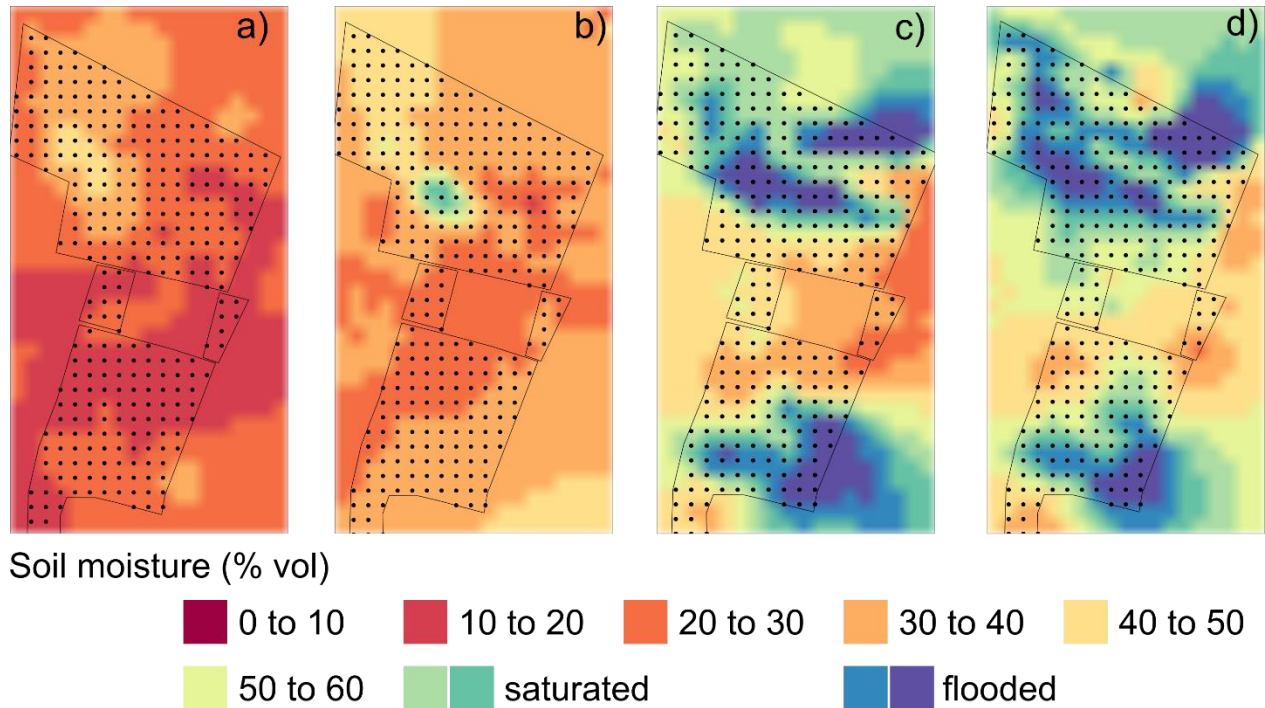 a) b) c) d)
Soil moisture (% vol)
0 to 10 10 to 20 20 to 30 30 to 40 40 to 50
50 to 60 saturated flooded